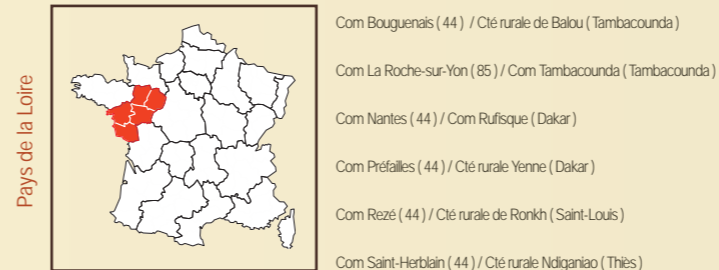 Pays de la Loire
Com Bouguenais ( 44 ) / Cté rurale de Balou ( Tambacounda )
Com La Roche-sur-Yon ( 85 ) / Com Tambacounda ( Tambacounda )
Com Nantes ( 44 ) / Com Rufisque ( Dakar )
Com Préfailles ( 44 ) / Cté rurale Yenne ( Dakar )
Com Rezé ( 44 ) / Cté rurale de Ronkh ( Saint-Louis )
Com Saint-Herblain ( 44 ) / Cté rurale Ndiganiao ( Thiès )